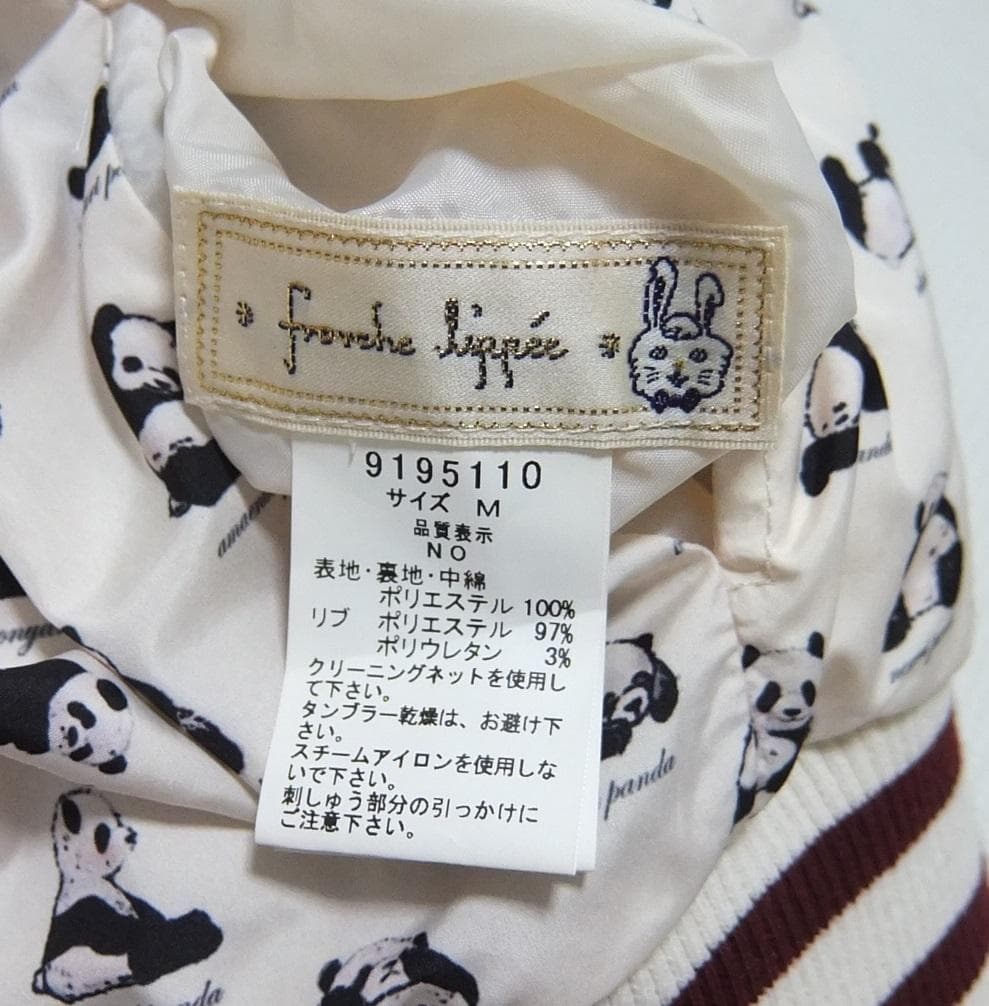 * franche lippée *
9195110
サイズ M
品質表示
NO
表地・裏地・中綿
ポリエステル 100%
リブ ポリエステル 97%
ポリウレタン 3%
クリーニングネットを使用し
て下さい。
タンブラー乾燥は、お避け下
さい。
スチームアイロンを使用しな
いで下さい。
刺しゅう部分の引っかけに
ご注意下さい。
panda
panda